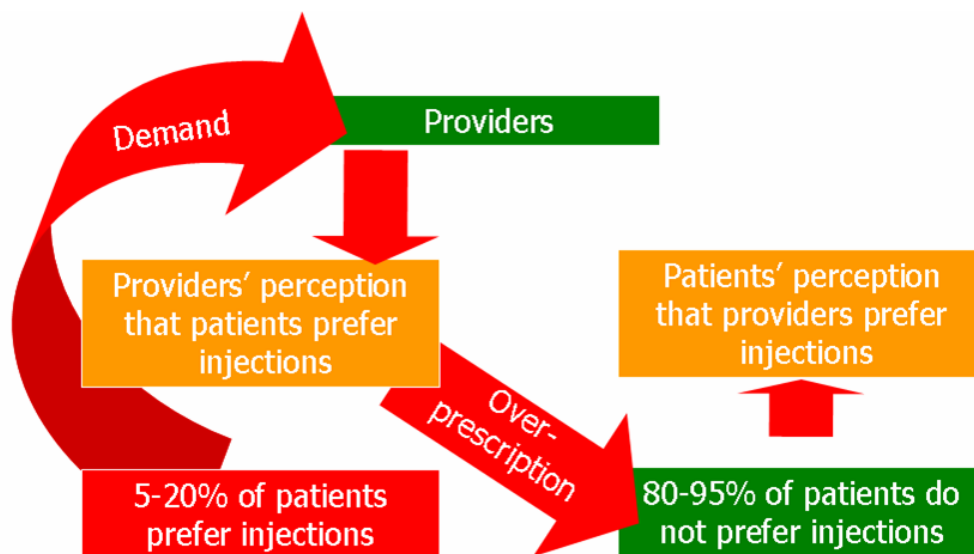 Demand
Providers
Providers’ perception
that patients prefer
injections
Patients’ perception
that providers prefer
injections
Over-
prescription
5-20% of patients
prefer injections
80-95% of patients do
not prefer injections